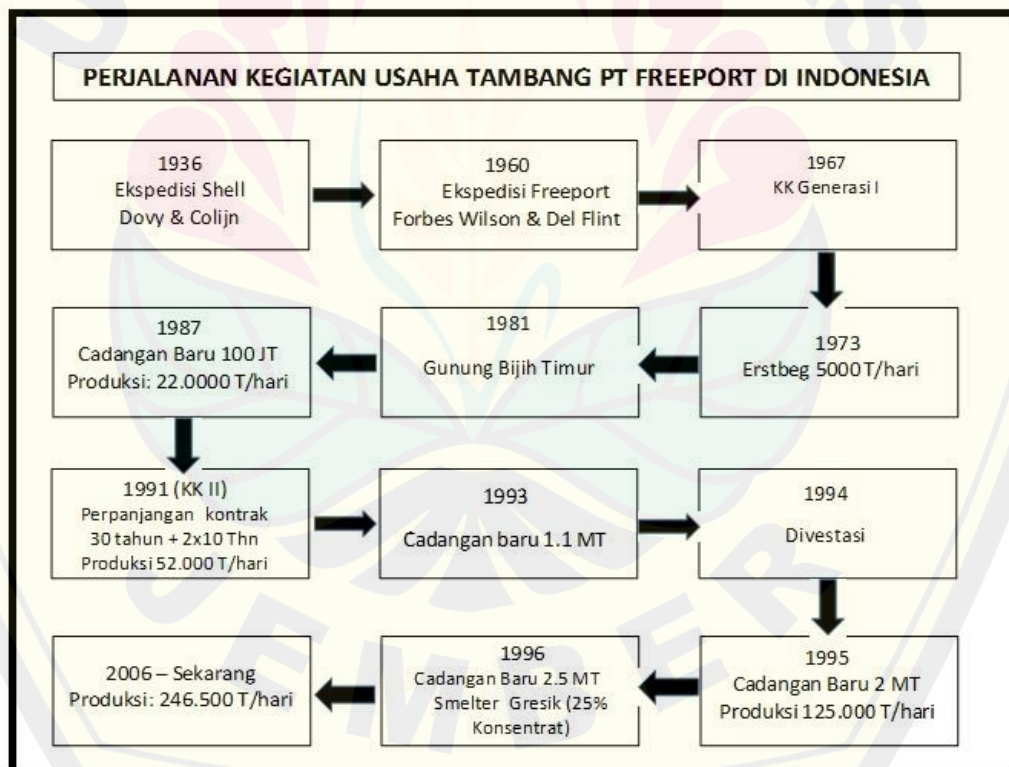 PERJALANAN KEGIATAN USAHA TAMBANG PT FREEPORT DI INDONESIA
1936
Ekspedisi Shell
Dovy & Colijn
1960
Ekspedisi Freeport
Forbes Wilson & Del Flint
1967
KK Generasi I
1973
Erstbeg 5000 T/hari
1981
Gunung Bijih Timur
1987
Cadangan Baru 100 JT
Produksi: 22.0000 T/hari
1991 (KK II)
Perpanjangan kontrak
30 tahun + 2x10 Thn
Produksi 52.000 T/hari
1993
Cadangan baru 1.1 MT
1994
Divestasi
1995
Cadangan Baru 2 MT
Produksi 125.000 T/hari
1996
Cadangan Baru 2.5 MT
Smelter Gresik (25%
Konsentrat)
2006 – Sekarang
Produksi: 246.500 T/hari
JEMBER